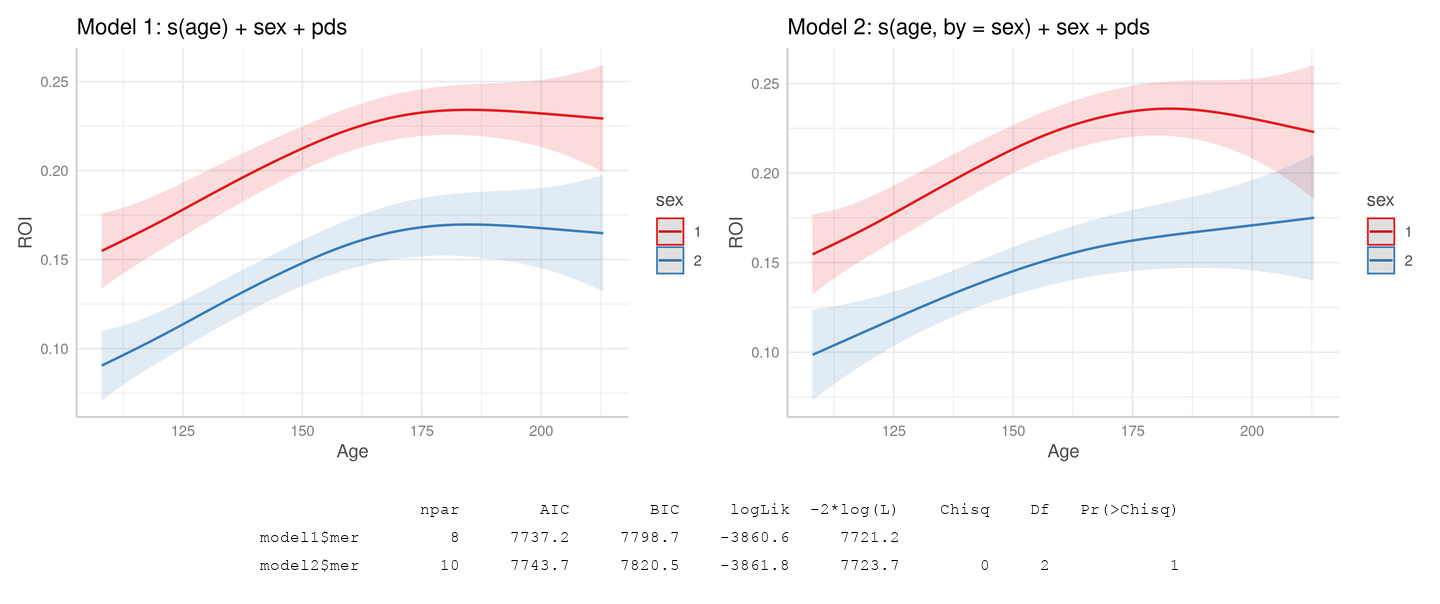 Model 1: s(age) + sex + pds
0.25
0.20
0.15
0.10
ROI
125 150 175 200
Age
sex
1
2
Model 2: s(age, by = sex) + sex + pds
0.25
0.20
0.15
0.10
ROI
125 150 175 200
Age
sex
1
2
npar AIC BIC logLik -2*log(L) Chisq Df Pr(>Chisq)
model1$mer 8 7737.2 7798.7 -3860.6 7721.2
model2$mer 10 7743.7 7820.5 -3861.8 7723.7 0 2 1